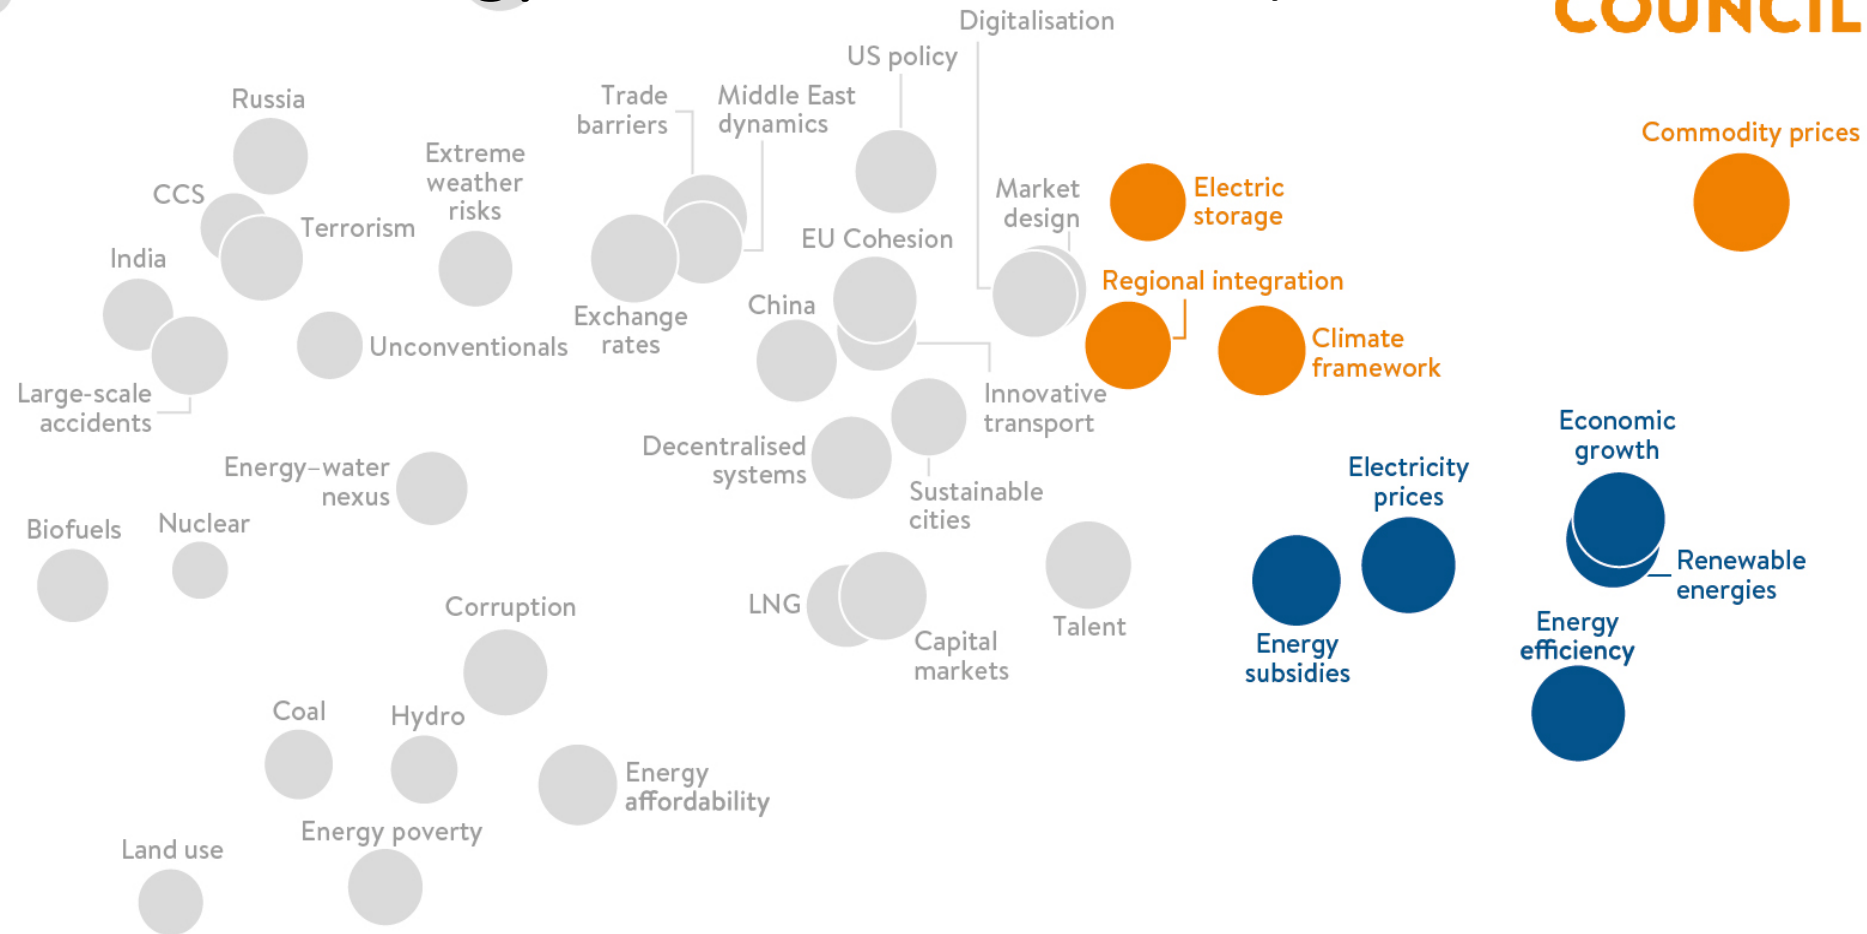 COUNCIL
Digitalisation
US policy
Russia
Trade
barriers
Middle East
dynamics
Commodity prices
Extreme
weather
risks
CCS
Terrorism
Market
design
Electric
storage
India
EU Cohesion
Regional integration
China
Exchange
rates
Unconventionals
Climate
framework
Large-scale
accidents
Innovative
transport
Economic
growth
Decentralised
systems
Electricity
prices
Energy–water
nexus
Sustainable
cities
Biofuels
Nuclear
Renewable
energies
LNG
Corruption
Capital
markets
Talent
Energy
subsidies
Energy
efficiency
Coal
Hydro
Energy
affordability
Energy poverty
Land use